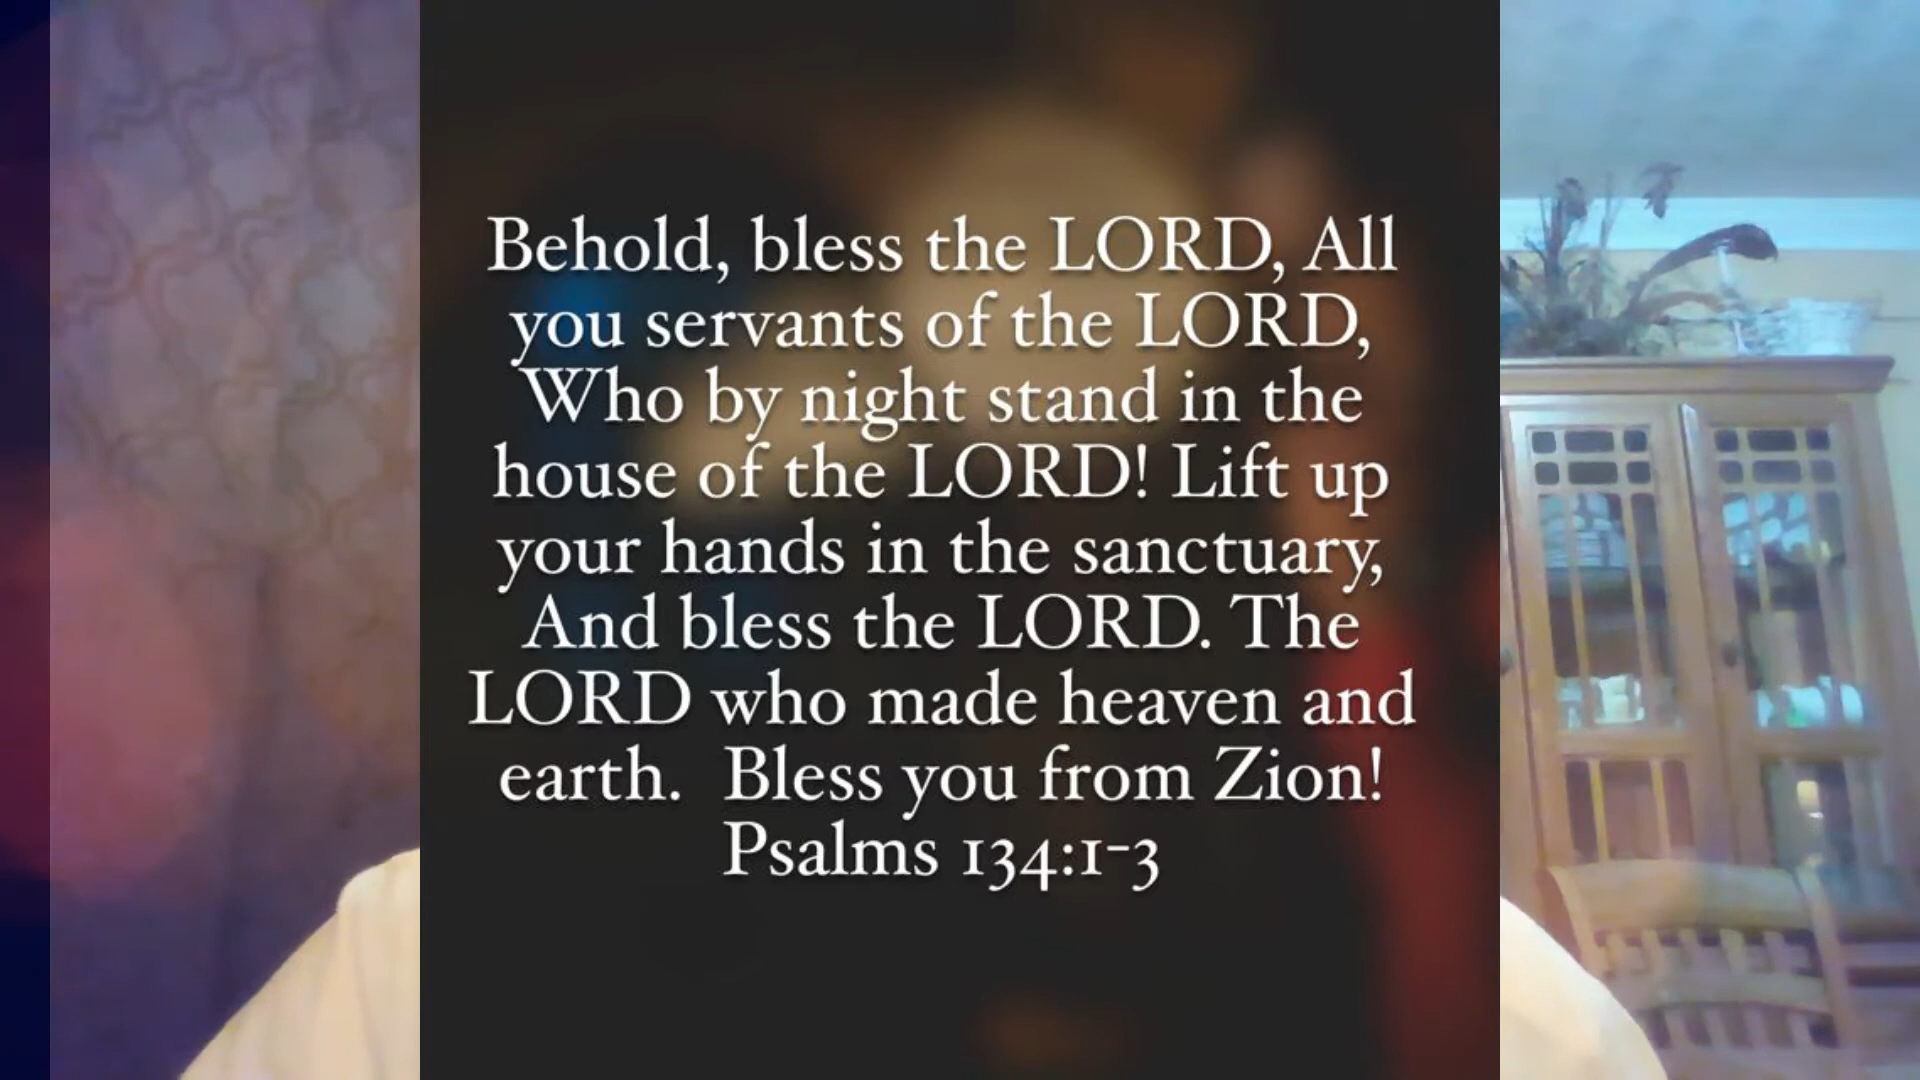 Behold, bless the LORD, All
you servants of the LORD,
Who by night stand in the
house of the LORD! Lift up
your hands in the sanctuary,
And bless the LORD. The
LORD who made heaven and
earth.  Bless you from Zion!
Psalms 134:1-3